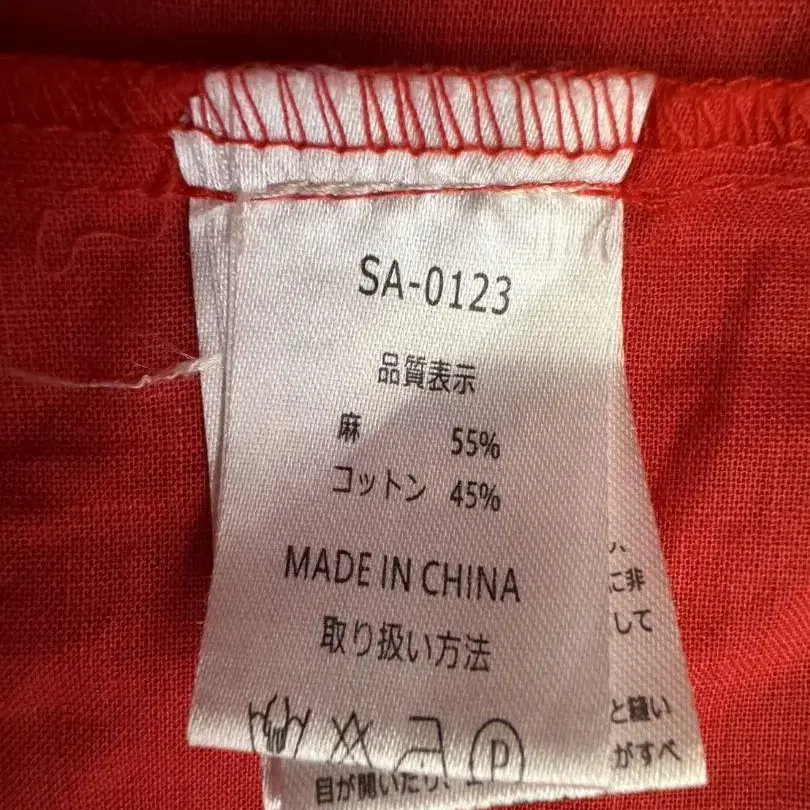 SA-0123
品質表示
麻 55%
コットン 45%
MADE IN CHINA
取り扱い方法
P
に非
して
と縫い
がすべ
目が開いたり、